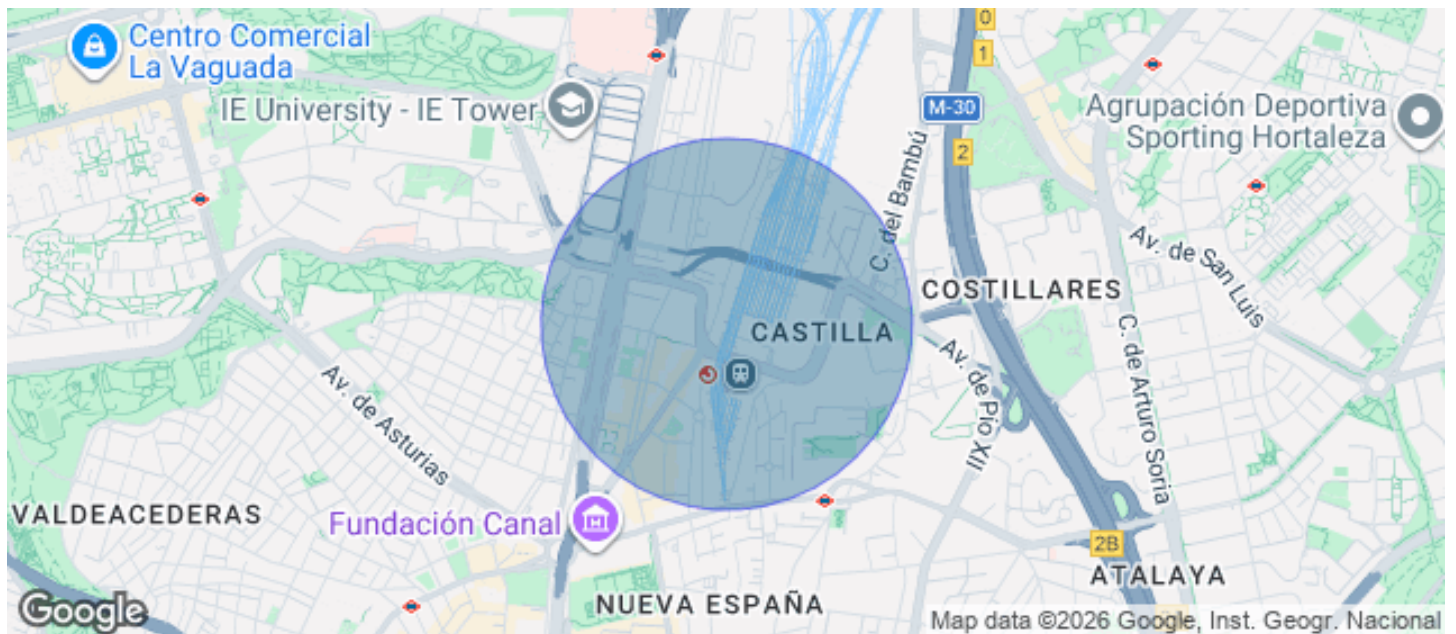 Centro Comercial
La Vaguada
IE University - IE Tower
0
1
M-30
2
Agrupación Deportiva
Sporting Hortaleza
C. del Bambú
Av. de San Luis
COSTILLARES
CASTILLA
Av. de Asturias
Av. de Pío XII
C. de Arturo Soria
VALDEACEDERAS
Fundación Canal
2B
ATALAYA
NUEVA ESPAÑA
Google
Map data ©2026 Google, Inst. Geogr. Nacional